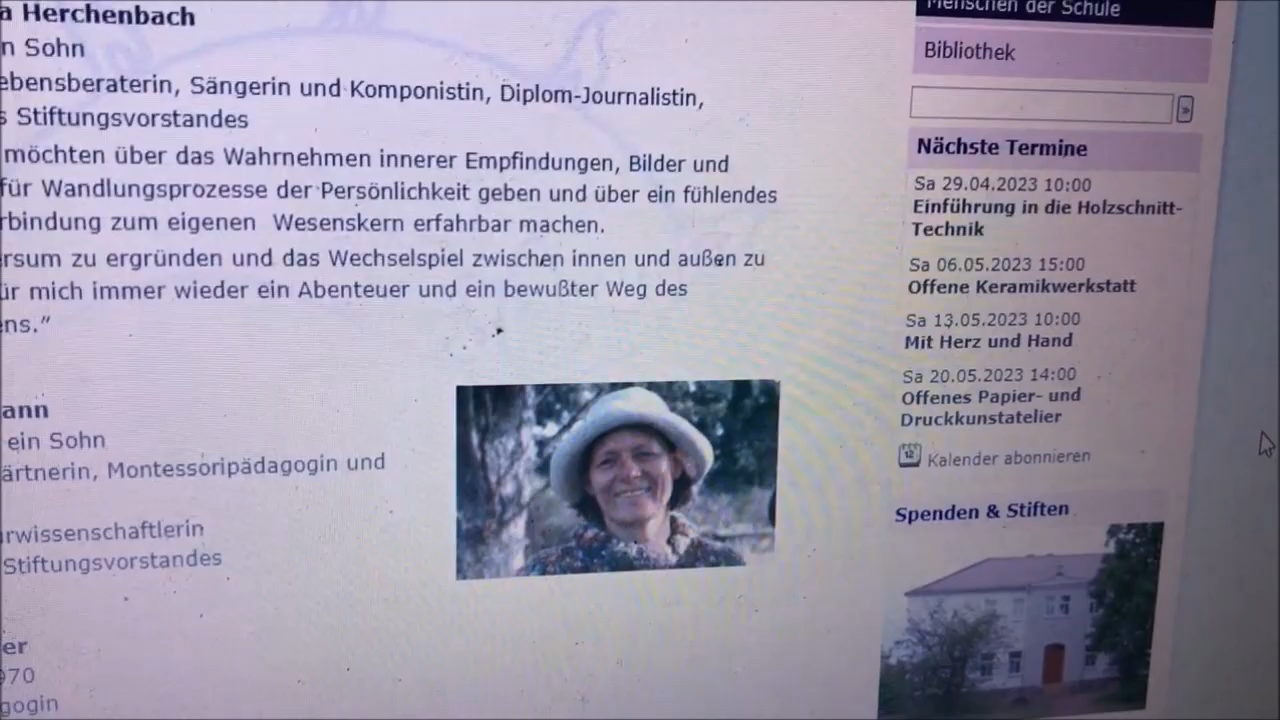 a Herchenbach
n Sohn
ebensberaterin, Sängerin und Komponistin, Diplom-Journalistin,
s Stiftungsvorstandes
möchten über das Wahrnehmen innerer Empfindungen, Bilder und
für Wandlungsprozesse der Persönlichkeit geben und über ein fühlendes
rbindung zum eigenen Wesenskern erfahrbar machen.
ersum zu ergründen und das Wechselspiel zwischen innen und außen zu
ür mich immer wieder ein Abenteuer und ein bewußter Weg des
ens.”
ann
ein Sohn
ärtnerin, Montessoripädagogin und
rwissenschaftlerin
Stiftungsvorstandes
er
970
gogin
Menschen der Schule
Bibliothek
»
Nächste Termine
Sa 29.04.2023 10:00
Einführung in die Holzschnitt-
Technik
Sa 06.05.2023 15:00
Offene Keramikwerkstatt
Sa 13.05.2023 10:00
Mit Herz und Hand
Sa 20.05.2023 14:00
Offenes Papier- und
Druckkunstatelier
12
Kalender abonnieren
Spenden & Stiften